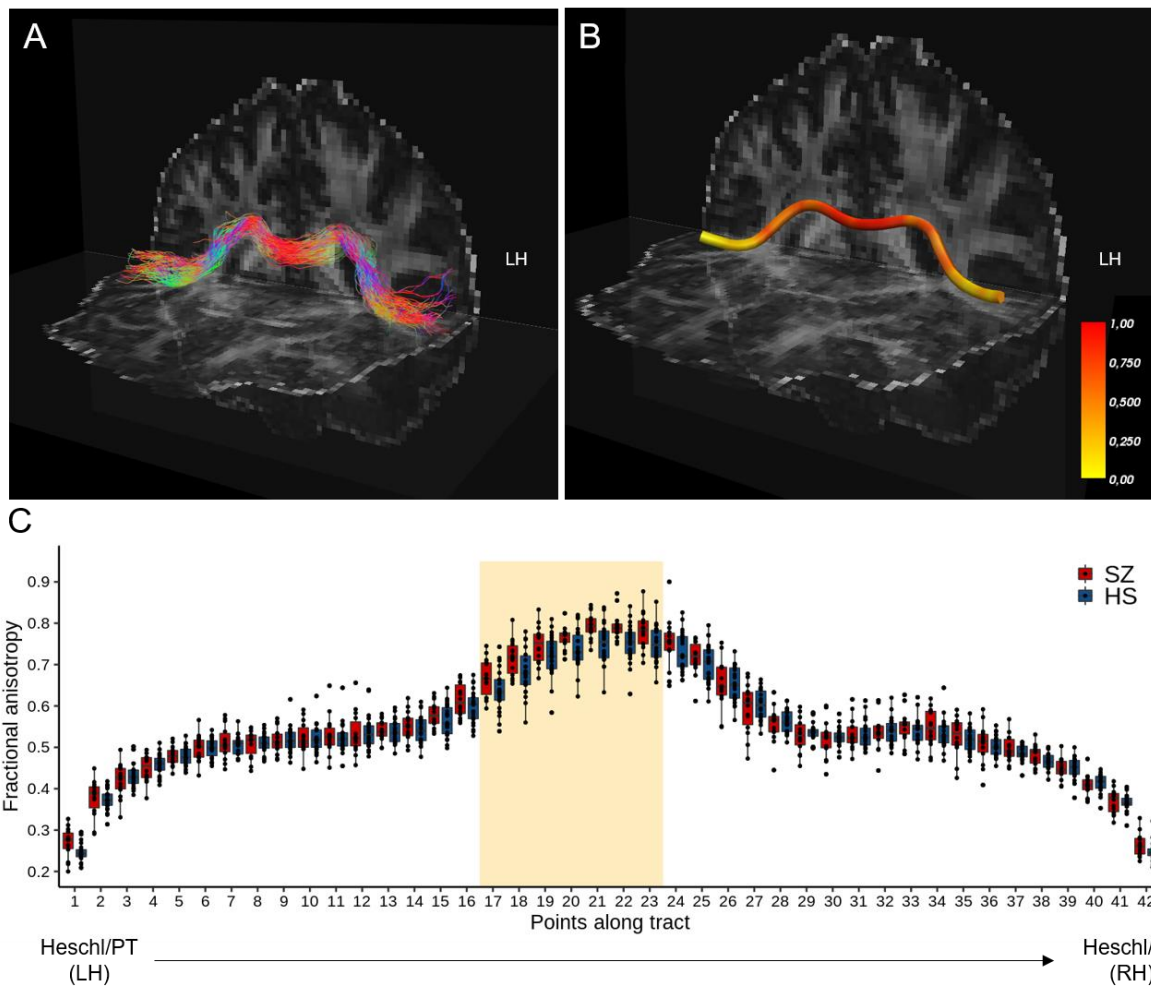 A
LH
B
LH
1,00
0,750
0,500
0,250
0,00
C
SZ
HS
Fractional anisotropy
0.9
0.8
0.7
0.6
0.5
0.4
0.3
0.2
1 2 3 4 5 6 7 8 9 10 11 12 13 14 15 16 17 18 19 20 21 22 23 24 25 26 27 28 29 30 31 32 33 34 35 36 37 38 39 40 41 42
Points along tract
Heschl/PT
(LH)
Heschl/
(RH)